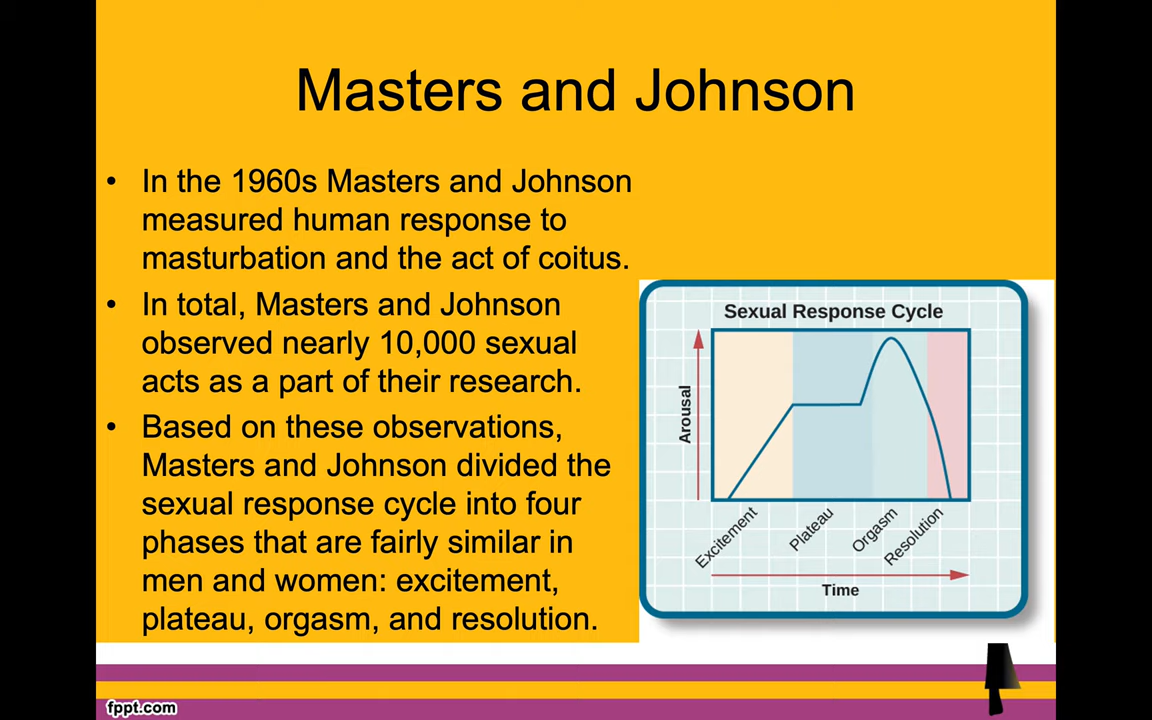 Masters and Johnson
• In the 1960s Masters and Johnson
measured human response to
masturbation and the act of coitus.
• In total, Masters and Johnson
observed nearly 10,000 sexual
acts as a part of their research.
• Based on these observations,
Masters and Johnson divided the
sexual response cycle into four
phases that are fairly similar in
men and women: excitement,
plateau, orgasm, and resolution.
Sexual Response Cycle
Arousal
Excitement
Plateau
Orgasm
Resolution
Time
fppt.com